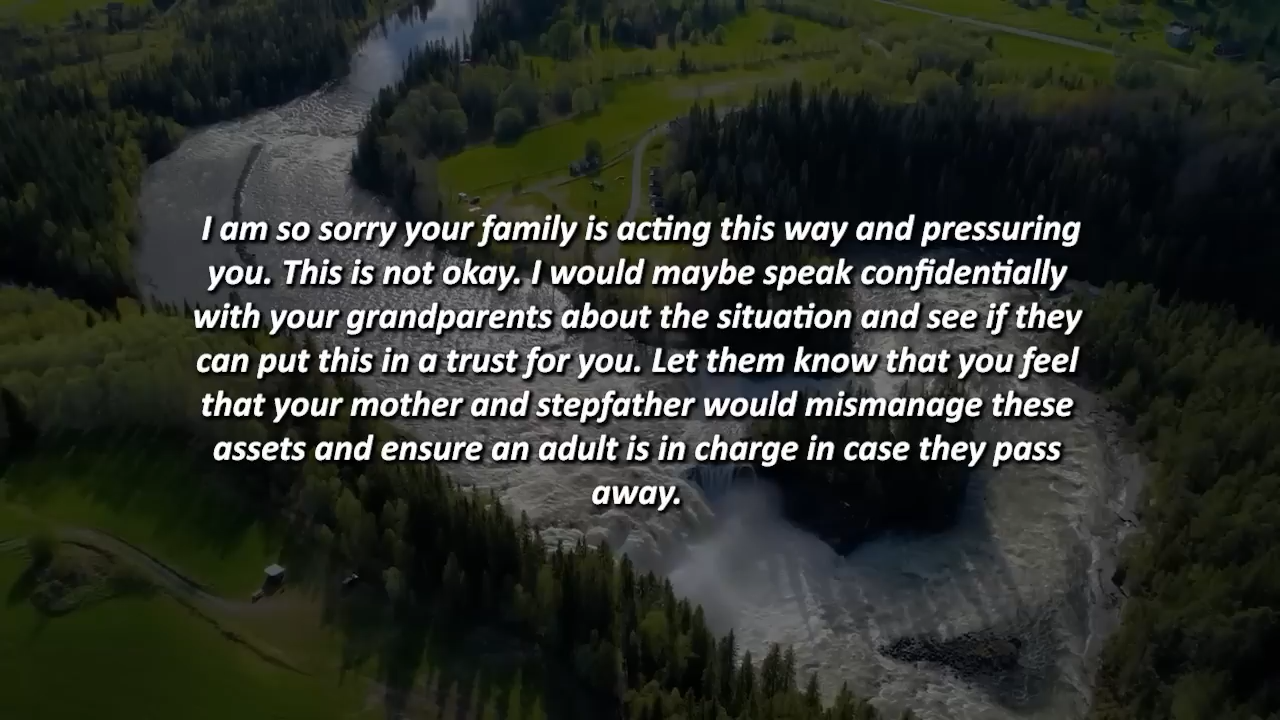 I am so sorry your family is acting this way and pressuring
you. This is not okay. I would maybe speak confidentially
with your grandparents about the situation and see if they
can put this in a trust for you. Let them know that you feel
that your mother and stepfather would mismanage these
assets and ensure an adult is in charge in case they pass
away.